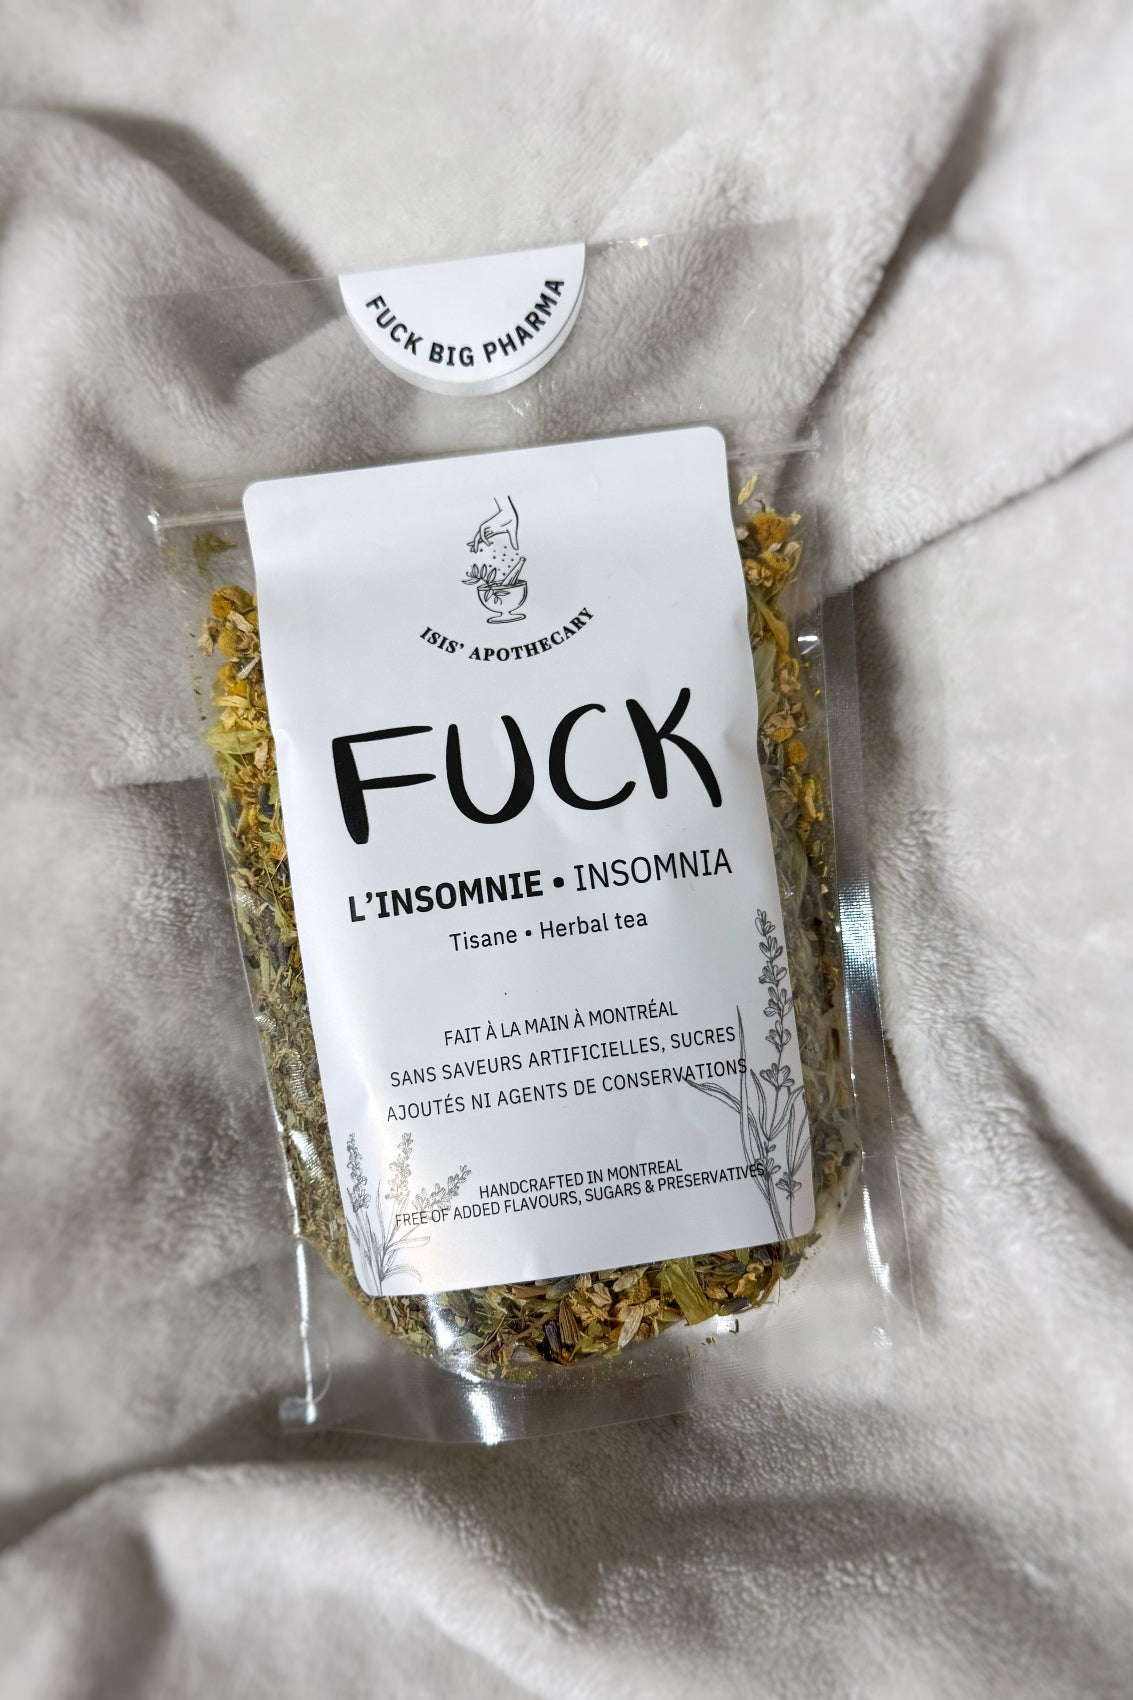 FUCK BIG PHARMA
ISIS' APOTHECARY
FUCK
L'INSOMNIE • INSOMNIA
Tisane • Herbal tea
FAIT À LA MAIN À MONTRÉAL
SANS SAVEURS ARTIFICIELLES, SUCRES
AJOUTÉS NI AGENTS DE CONSERVATIONS
HANDCRAFTED IN MONTREAL
FREE OF ADDED FLAVOURS, SUGARS & PRESERVATIVES